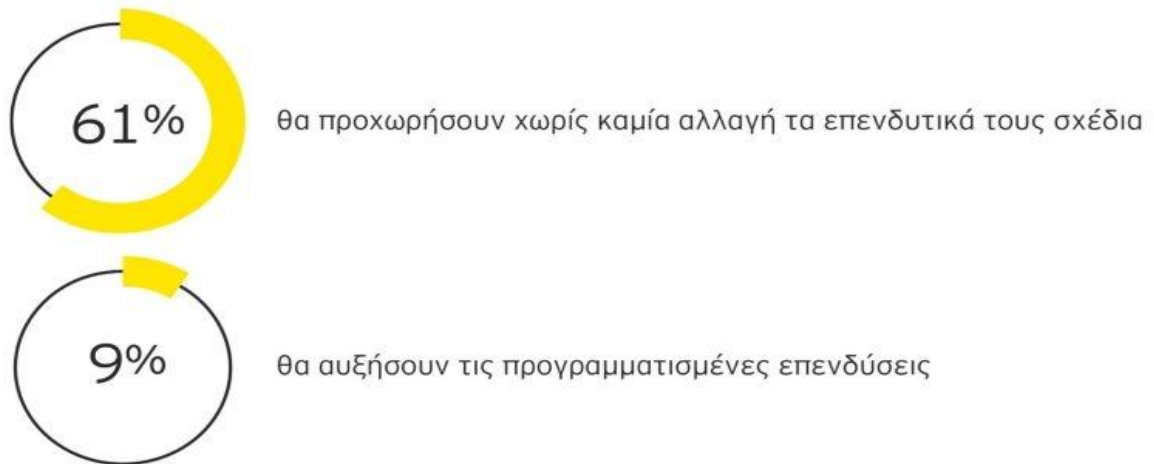 61%
θα προχωρήσουν χωρίς καμία αλλαγή τα επενδυτικά τους σχέδια
9%
θα αυξήσουν τις προγραμματισμένες επενδύσεις